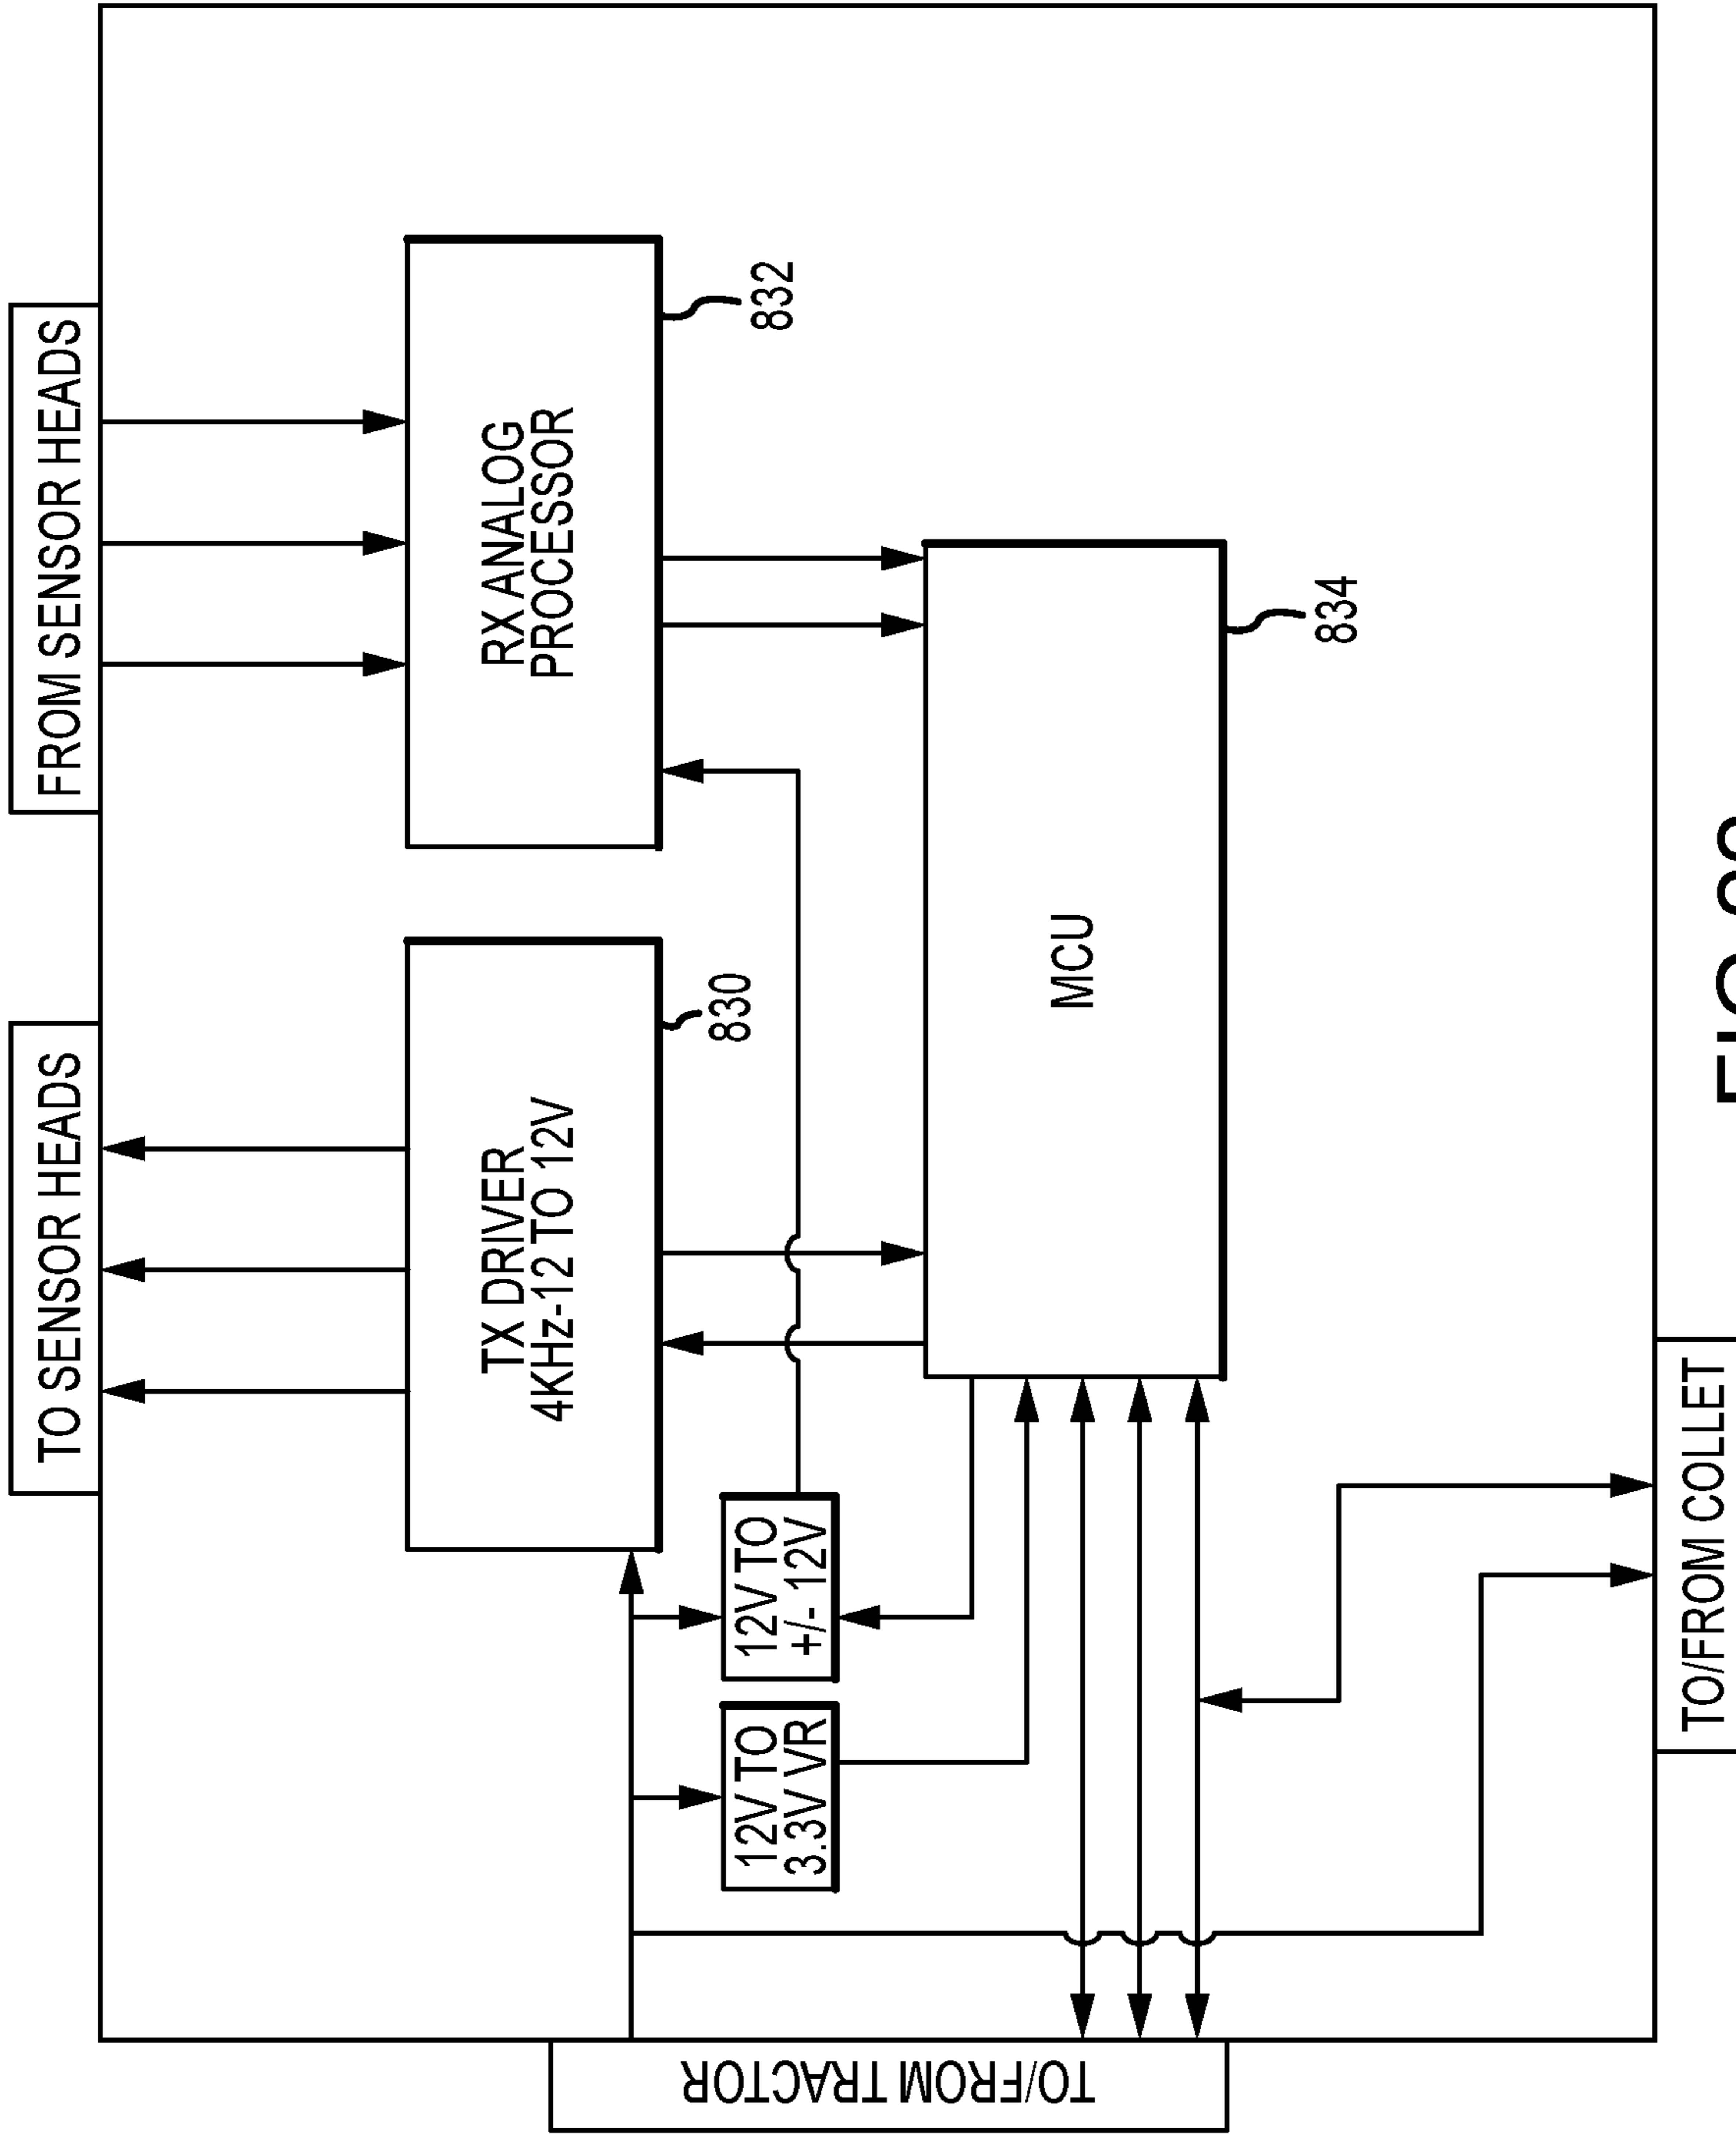 TO SENSOR HEADS
FROM SENSOR HEADS
TX DRIVER
4KHz-12 TO 12V
830
RX ANALOG
PROCESSOR
832
12V TO
3.3V VR
12V TO
+/- 12V
MCU
834
TO/FROM TRACTOR
TO/FROM COLLET